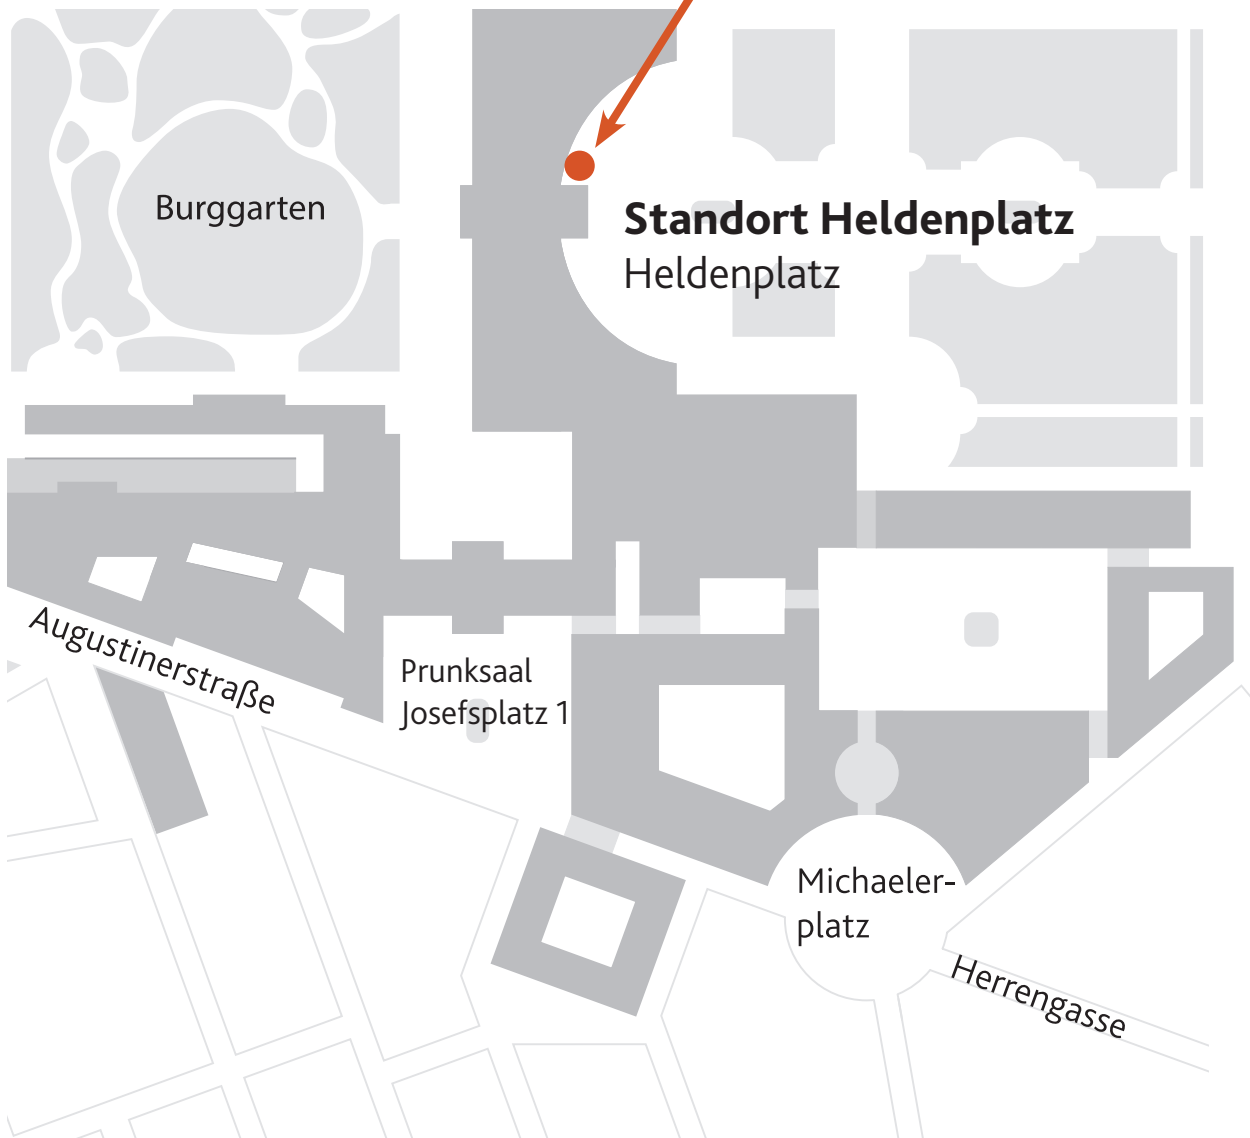 Burggarten
Standort Heldenplatz
Heldenplatz
Augustinerstraße
Prunksaal
Josefsplatz 1
Michaeler-
platz
Herrengasse